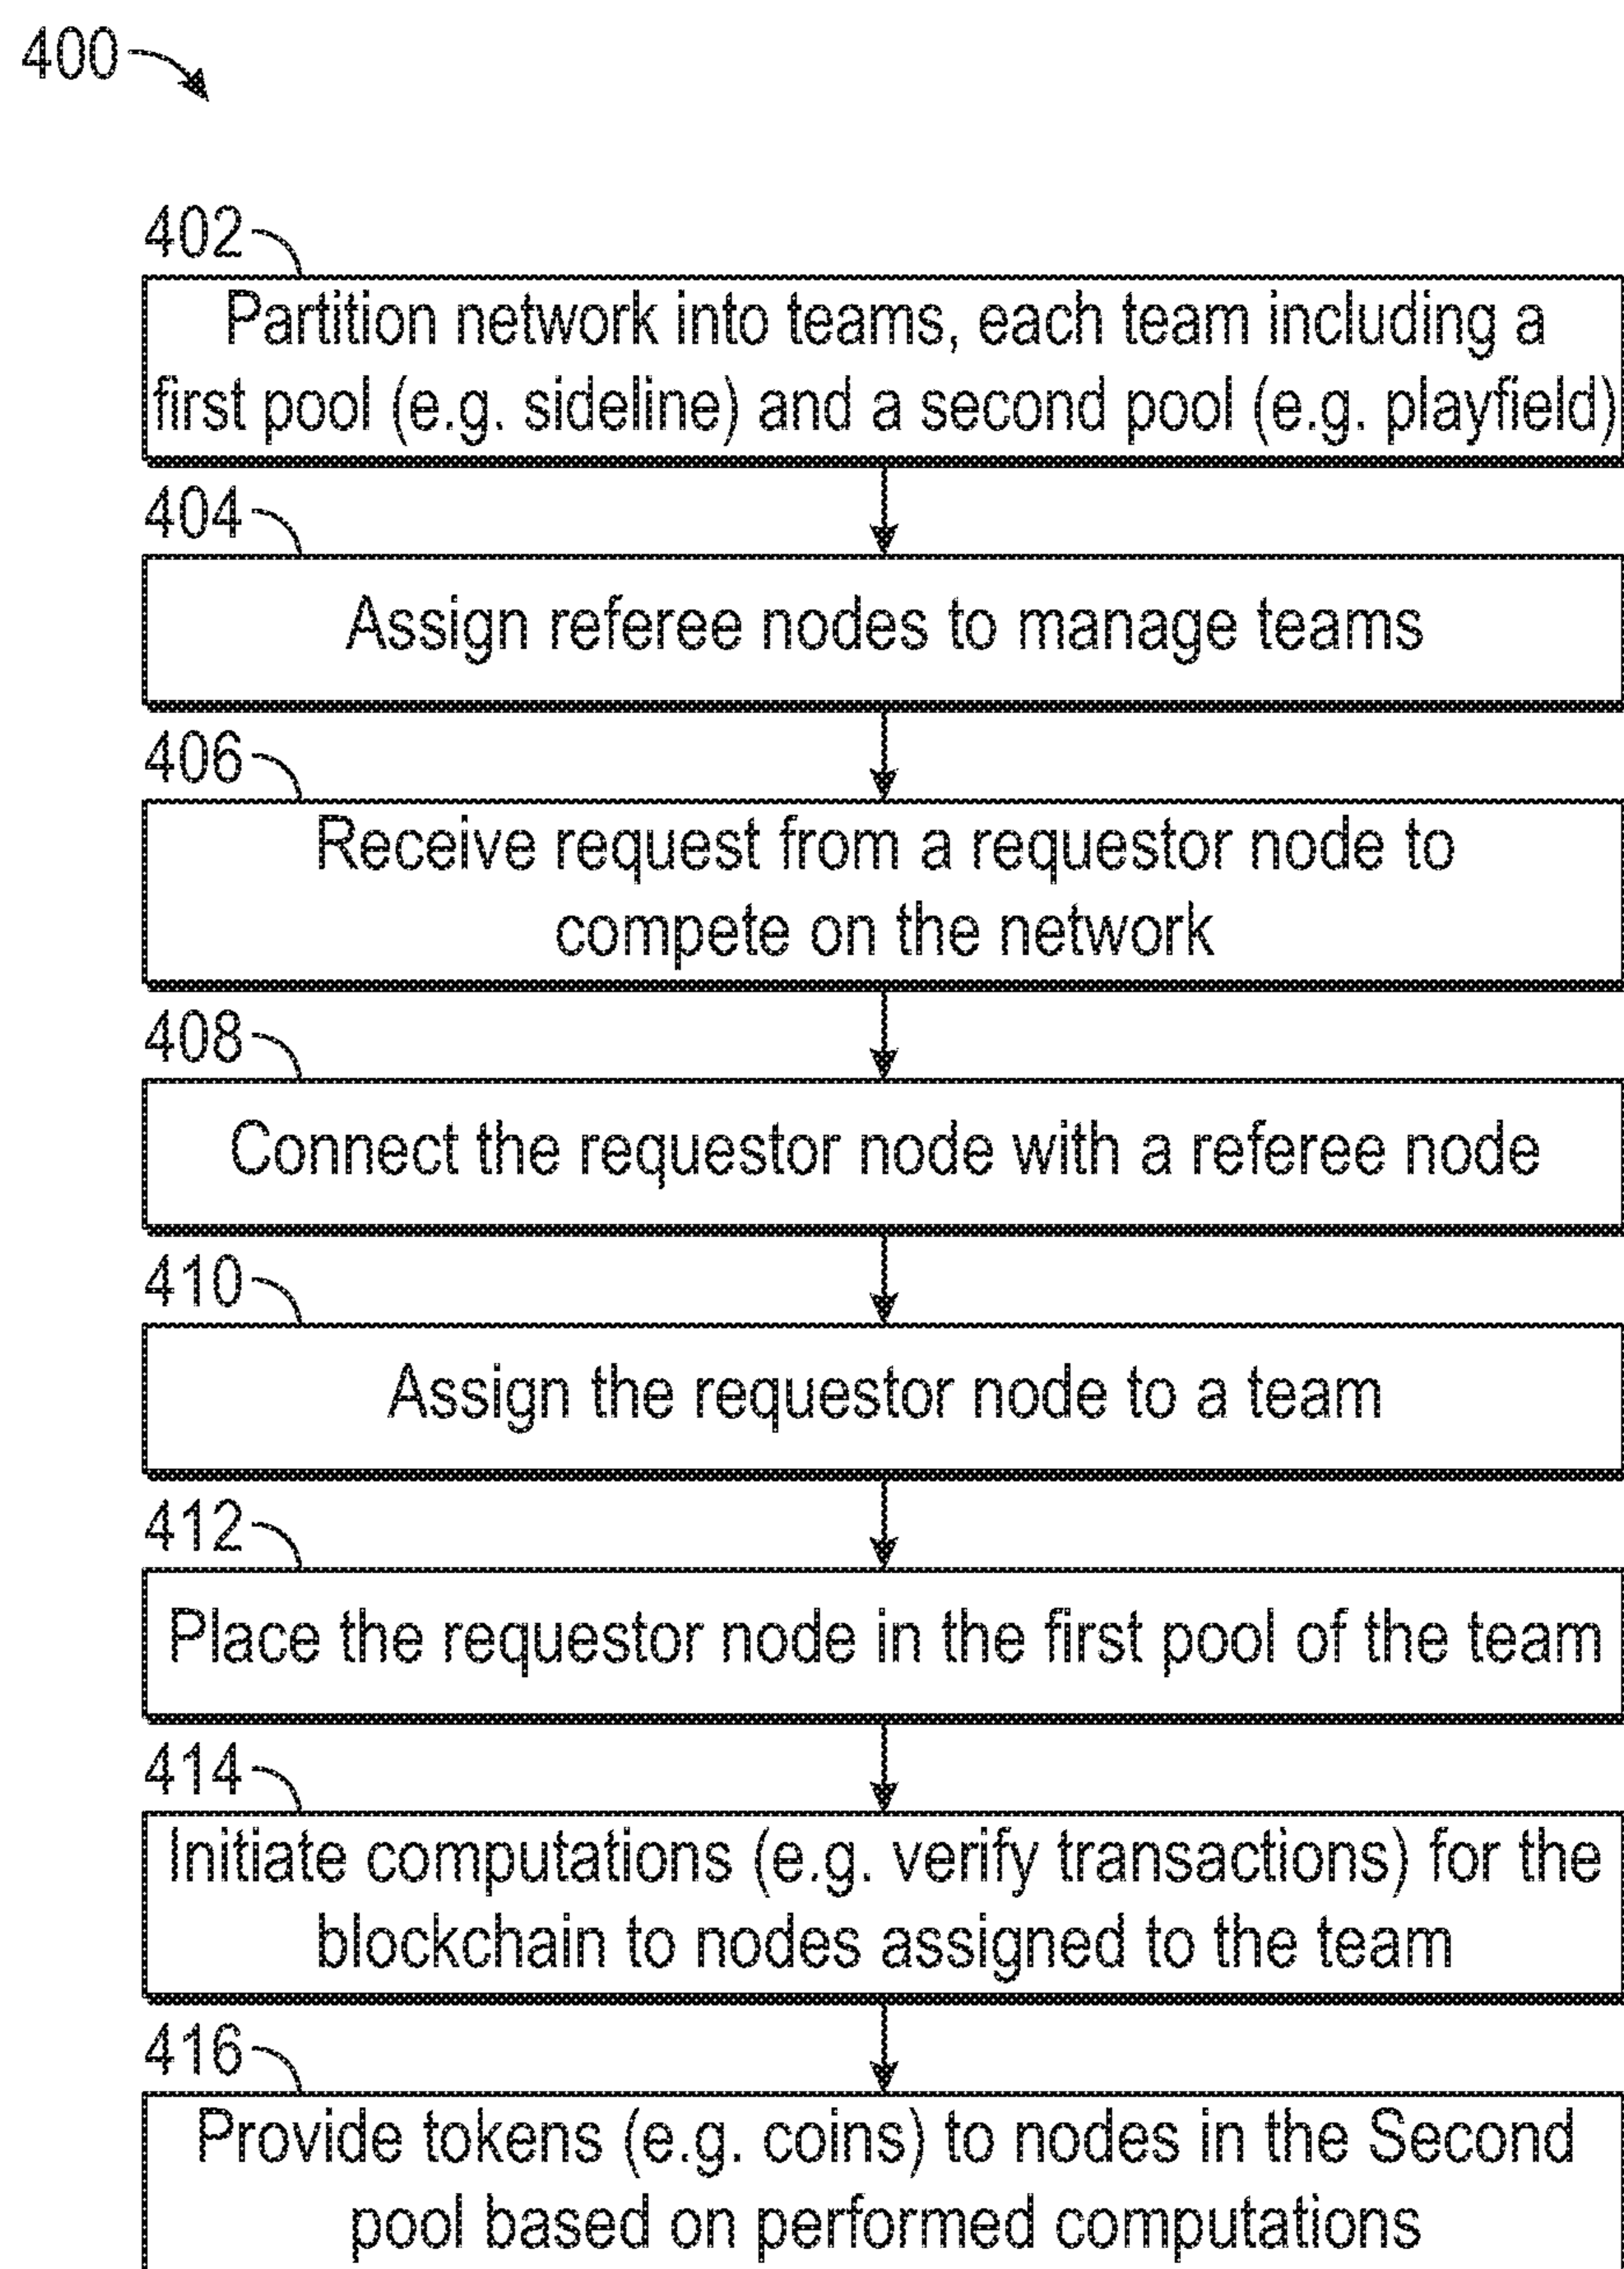 400
402
Partition network into teams, each team including a
first pool (e.g. sideline) and a second pool (e.g. playfield)
404
Assign referee nodes to manage teams
406
Receive request from a requestor node to
compete on the network
408
Connect the requestor node with a referee node
410
Assign the requestor node to a team
412
Place the requestor node in the first pool of the team
414
Initiate computations (e.g. verify transactions) for the
blockchain to nodes assigned to the team
416
Provide tokens (e.g. coins) to nodes in the Second
pool based on performed computations